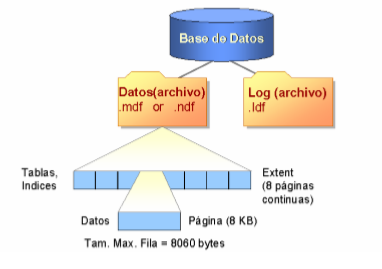 Base de Datos
Datos(archivo)
.mdf or .ndf
Log (archivo)
.ldf
Tablas,
Indices
Extent
(8 páginas
continuas)
Datos
Página (8 KB)
Tam. Max. Fila = 8060 bytes